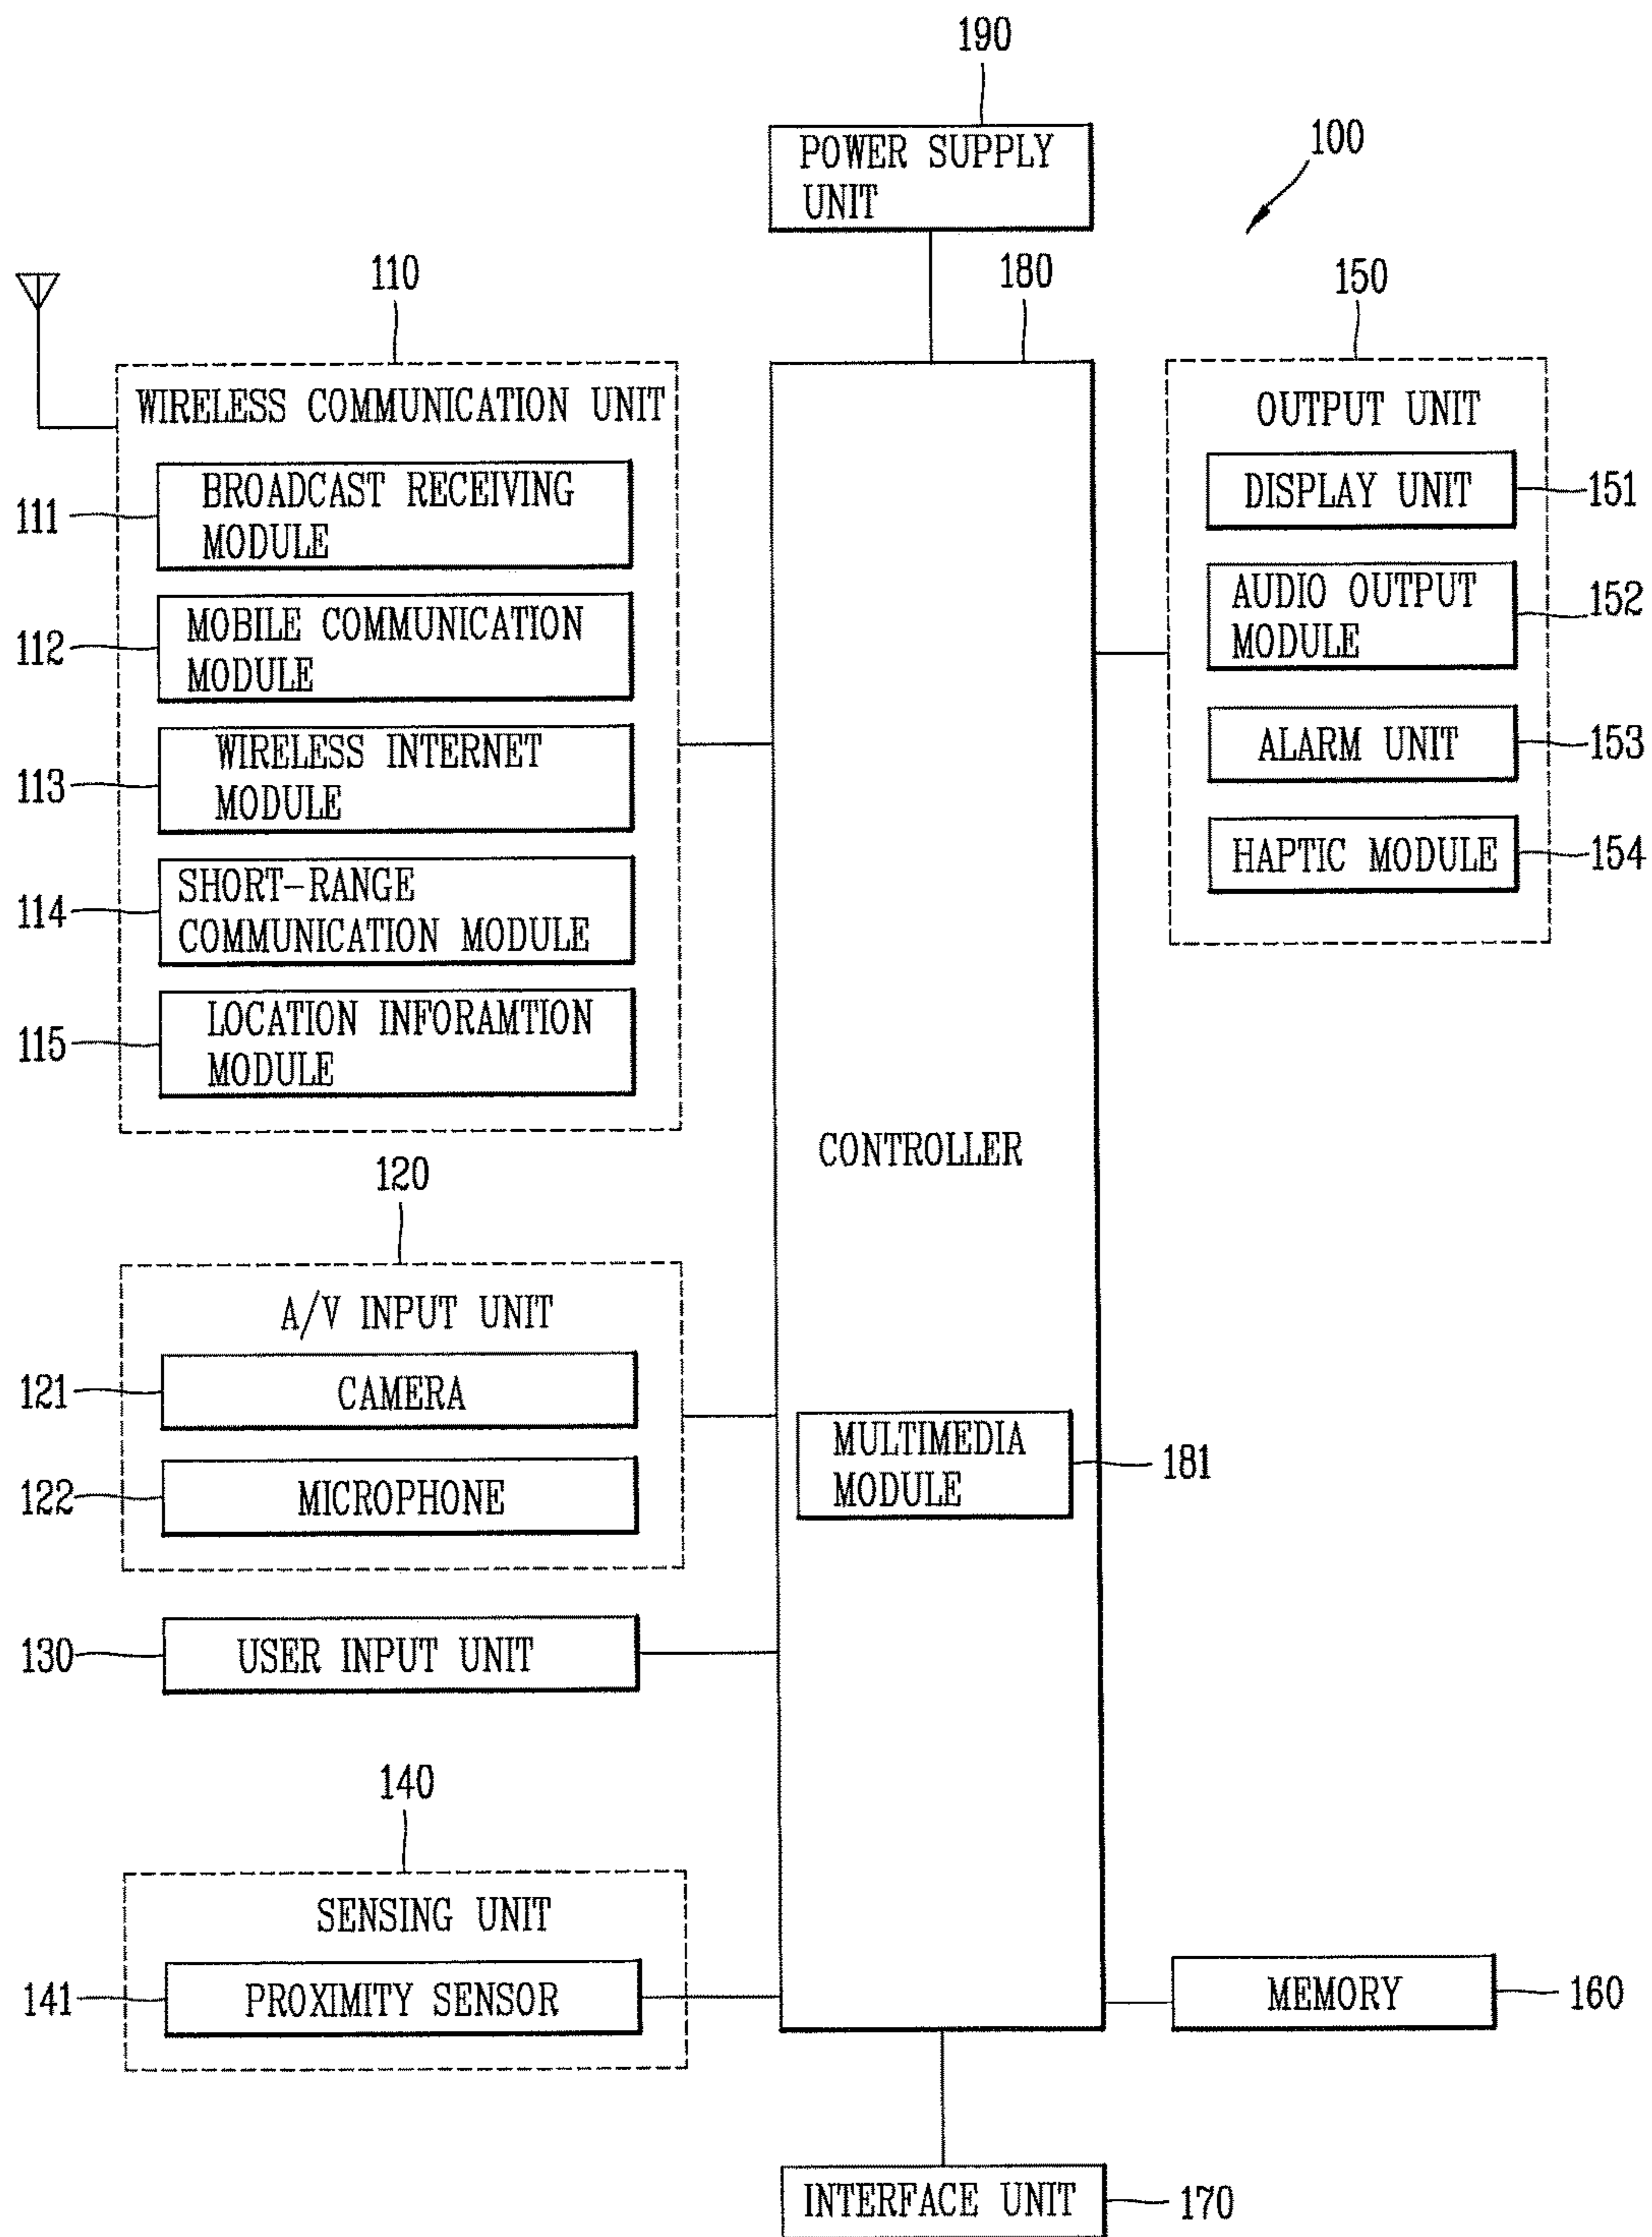 190
POWER SUPPLY
UNIT
100
110
180
150
WIRELESS COMMUNICATION UNIT
111
BROADCAST RECEIVING
MODULE
112
MOBILE COMMUNICATION
MODULE
113
WIRELESS INTERNET
MODULE
114
SHORT-RANGE
COMMUNICATION MODULE
115
LOCATION INFORAMTION
MODULE
OUTPUT UNIT
DISPLAY UNIT
151
AUDIO OUTPUT
MODULE
152
ALARM UNIT
153
HAPTIC MODULE
154
CONTROLLER
120
A/V INPUT UNIT
121
CAMERA
122
MICROPHONE
MULTIMEDIA
MODULE
181
130
USER INPUT UNIT
140
SENSING UNIT
141
PROXIMITY SENSOR
MEMORY
160
INTERFACE UNIT
170